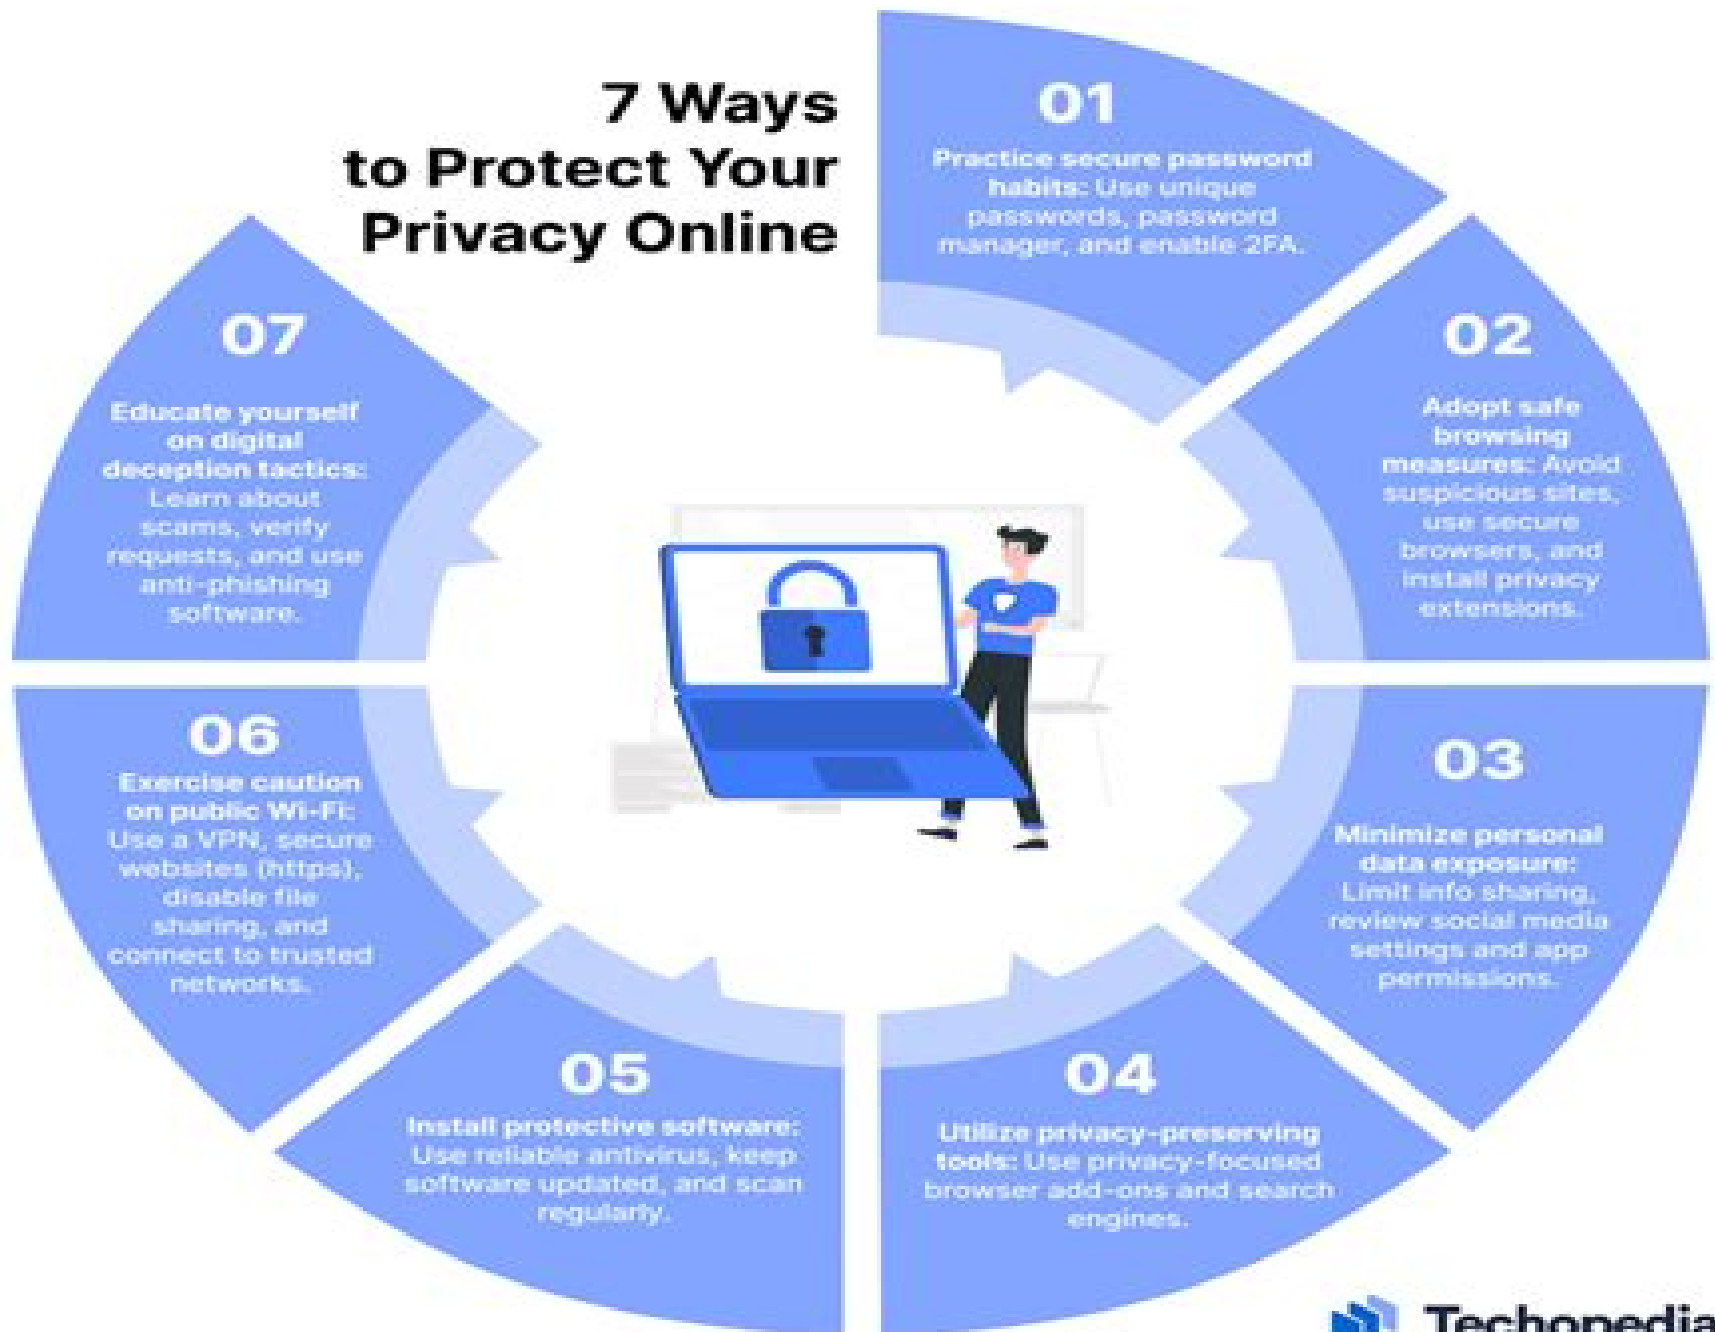 7 Ways
to Protect Your
Privacy Online
01
Practice secure password
habits: Use unique
passwords, password
manager, and enable 2FA.
02
Adopt safe
browsing
measures: Avoid
suspicious sites,
use secure
browsers, and
install privacy
extensions.
03
Minimize personal
data exposure:
Limit info sharing,
review social media
settings and app
permissions.
04
Utilize privacy-preserving
tools: Use privacy-focused
browser add-ons and search
engines.
05
Install protective software:
Use reliable antivirus, keep
software updated, and scan
regularly.
06
Exercise caution
on public Wi-Fi:
Use a VPN, secure
websites (https),
disable file
sharing, and
connect to trusted
networks.
07
Educate yourself
on digital
deception tactics:
Learn about
scams, verify
requests, and use
anti-phishing
software.
Techopedia